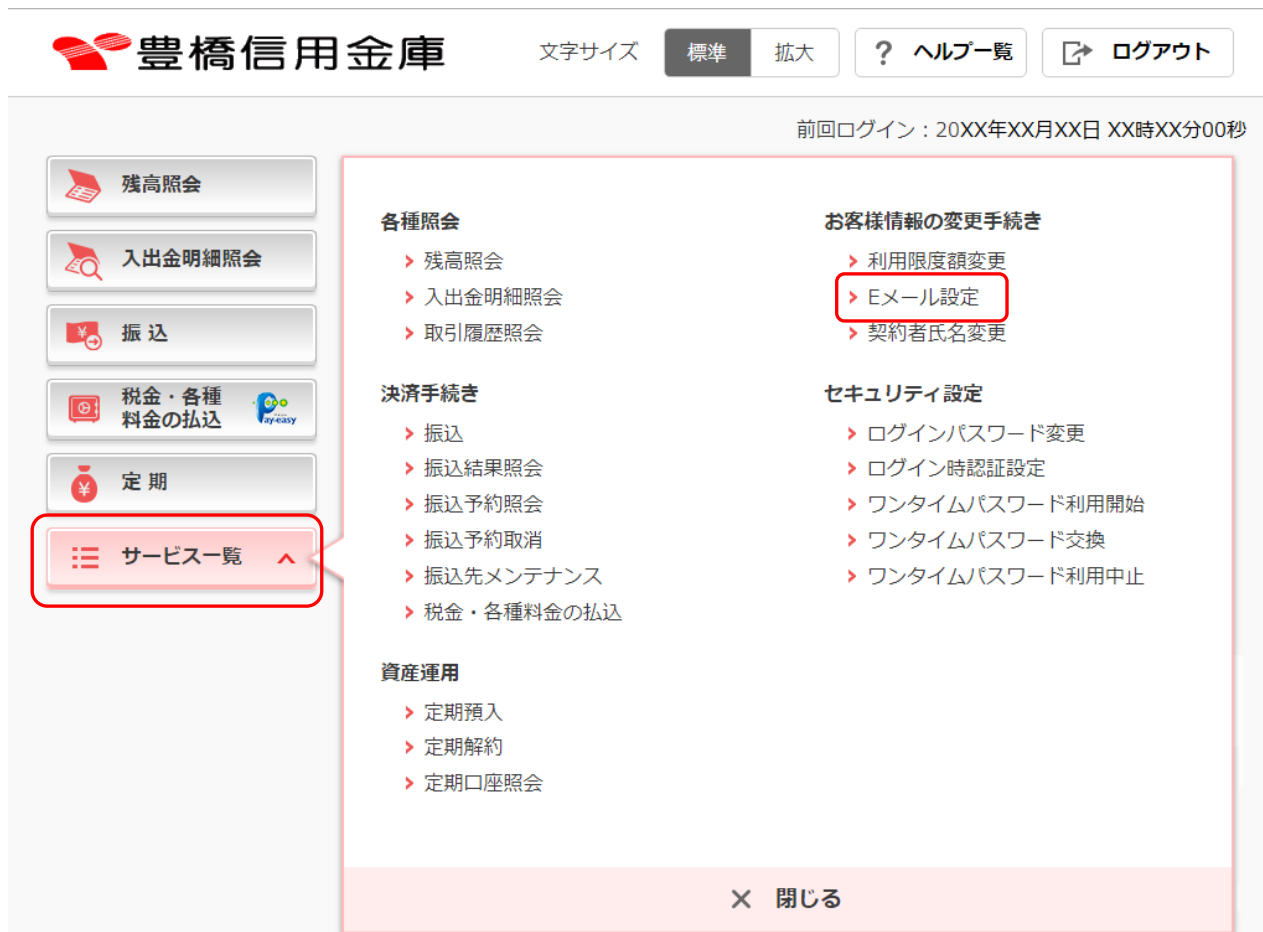 豊橋信用金庫
文字サイズ 標準 拡大 ? ヘルプ一覧 ログアウト
前回ログイン：20XX年XX月XX日 XX時XX分00秒
残高照会
入出金明細照会
振 込
税金・各種
料金の払込
Pay-easy
定 期
サービス一覧
各種照会
残高照会
入出金明細照会
取引履歴照会
決済手続き
振込
振込結果照会
振込予約照会
振込予約取消
振込先メンテナンス
税金・各種料金の払込
資産運用
定期預入
定期解約
定期口座照会
お客様情報の変更手続き
利用限度額変更
Eメール設定
契約者氏名変更
セキュリティ設定
ログインパスワード変更
ログイン時認証設定
ワンタイムパスワード利用開始
ワンタイムパスワード交換
ワンタイムパスワード利用中止
× 閉じる